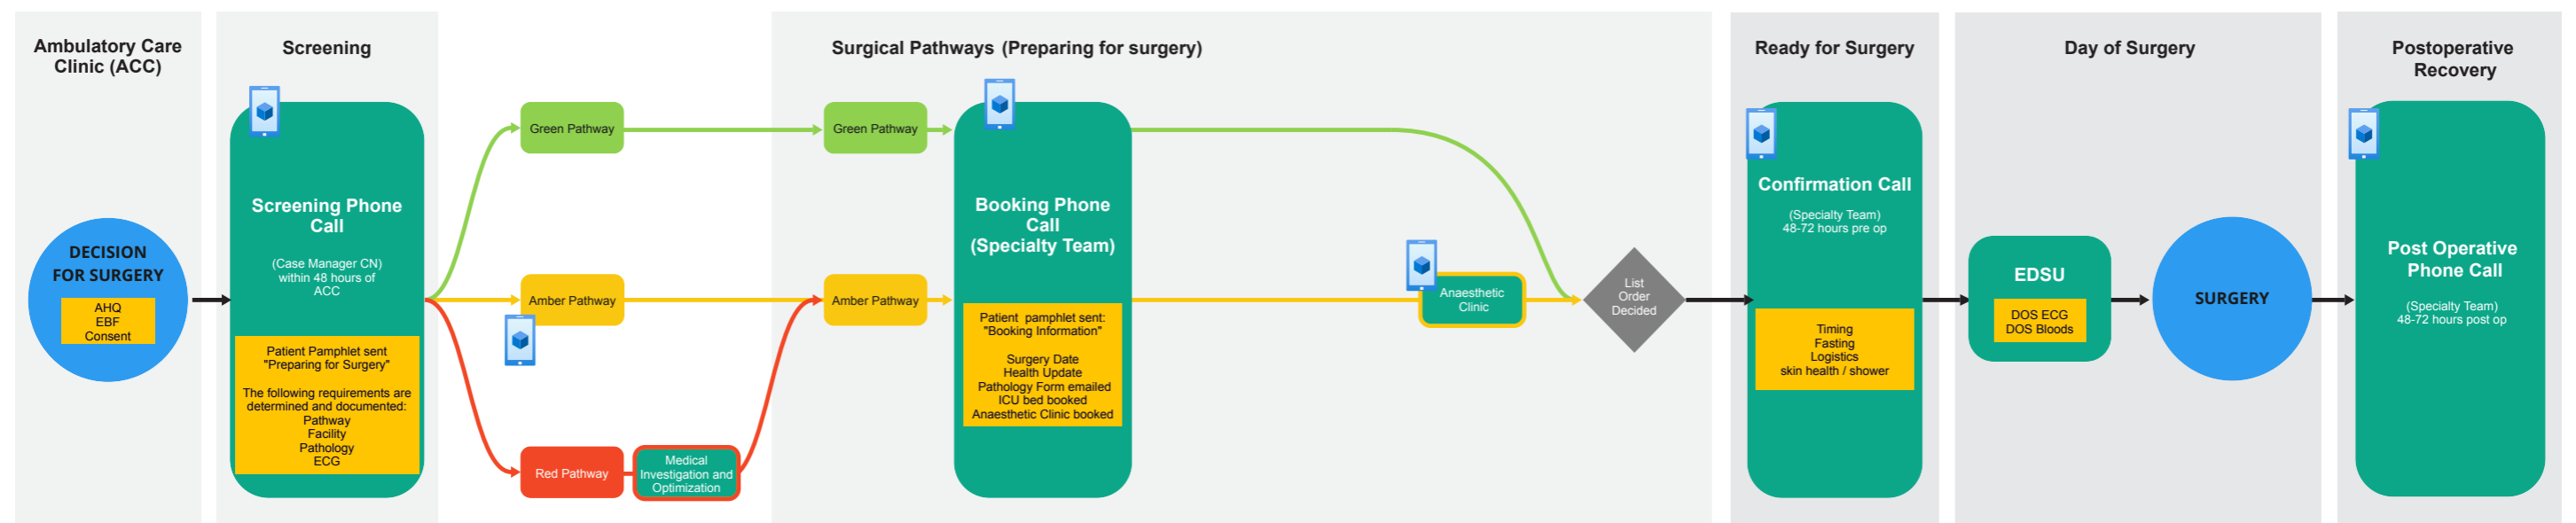 Ambulatory Care
Clinic (ACC)
DECISION
FOR SURGERY
AHQ
EBF
Consent
Screening
Screening Phone
Call
(Case Manager CN)
within 48 hours of
ACC
Patient Pamphlet sent
"Preparing for Surgery"
The following requirements are
determined and documented:
Pathway
Facility
Pathology
ECG
Green Pathway
Amber Pathway
Red Pathway
Medical
Investigation and
Optimization
Surgical Pathways (Preparing for surgery)
Green Pathway
Amber Pathway
Booking Phone
Call
(Specialty Team)
Patient pamphlet sent:
"Booking Information"
Surgery Date
Health Update
Pathology Form emailed
ICU bed booked
Anaesthetic Clinic booked
Anaesthetic
Clinic
List
Order
Decided
Ready for Surgery
Confirmation Call
(Specialty Team)
48-72 hours pre op
Timing
Fasting
Logistics
skin health / shower
Day of Surgery
EDSU
DOS ECG
DOS Bloods
SURGERY
Postoperative
Recovery
Post Operative
Phone Call
(Specialty Team)
48-72 hours post op